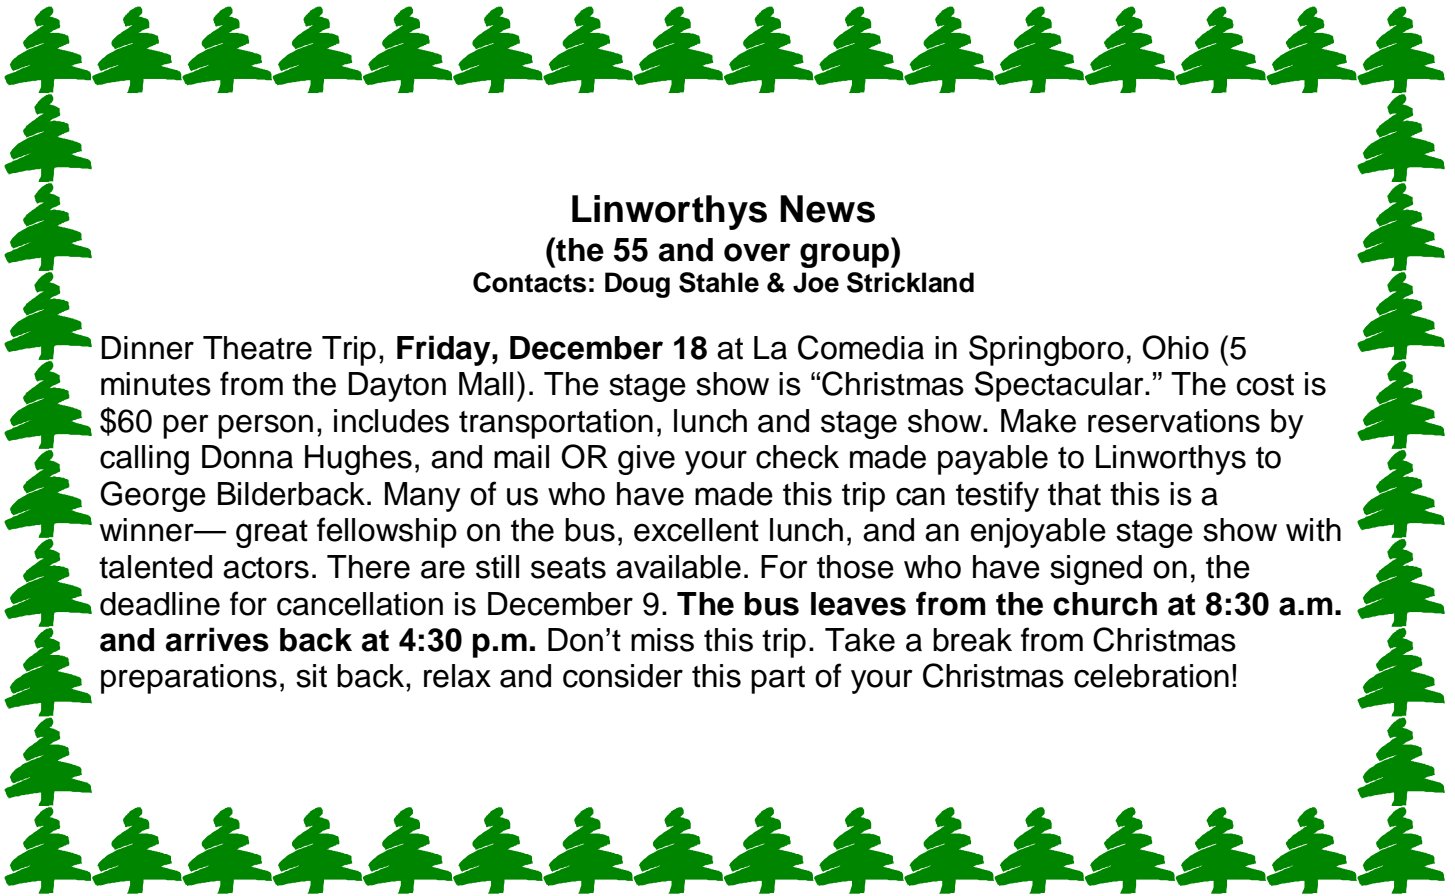 Linworthys News
(the 55 and over group)
Contacts: Doug Stahle & Joe Strickland
Dinner Theatre Trip, Friday, December 18 at La Comedia in Springboro, Ohio (5
minutes from the Dayton Mall). The stage show is “Christmas Spectacular.” The cost is
$60 per person, includes transportation, lunch and stage show. Make reservations by
calling Donna Hughes, and mail OR give your check made payable to Linworthys to
George Bilderback. Many of us who have made this trip can testify that this is a
winner— great fellowship on the bus, excellent lunch, and an enjoyable stage show with
talented actors. There are still seats available. For those who have signed on, the
deadline for cancellation is December 9. The bus leaves from the church at 8:30 a.m.
and arrives back at 4:30 p.m. Don’t miss this trip. Take a break from Christmas
preparations, sit back, relax and consider this part of your Christmas celebration!